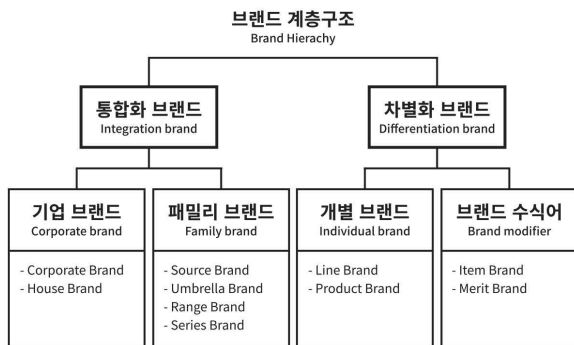 브랜드 계층구조
Brand Hierachy
통합화 브랜드
Integration brand
차별화 브랜드
Differentiation brand
기업 브랜드
Corporate brand
- Corporate Brand
- House Brand
패밀리 브랜드
Family brand
- Source Brand
- Umbrella Brand
- Range Brand
- Series Brand
개별 브랜드
Individual brand
- Line Brand
- Product Brand
브랜드 수식어
Brand modifier
- Item Brand
- Merit Brand